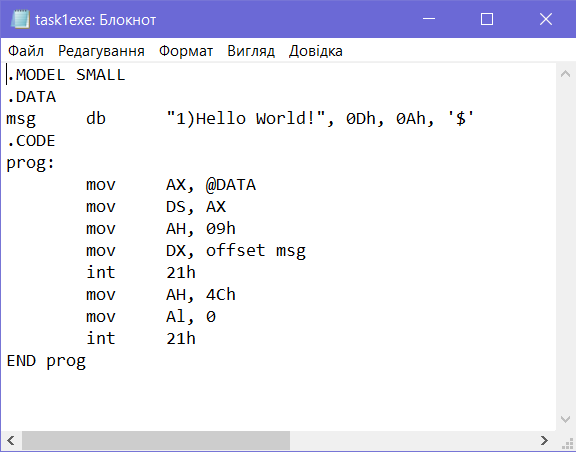 task1exe: Блокнот
Файл Редагування Формат Вигляд Довідка
.MODEL SMALL
.DATA
msg db "1)Hello World!", 0Dh, 0Ah, '$'
.CODE
prog:
mov AX, @DATA
mov DS, AX
mov AH, 09h
mov DX, offset msg
int 21h
mov AH, 4Ch
mov Al, 0
int 21h
END prog